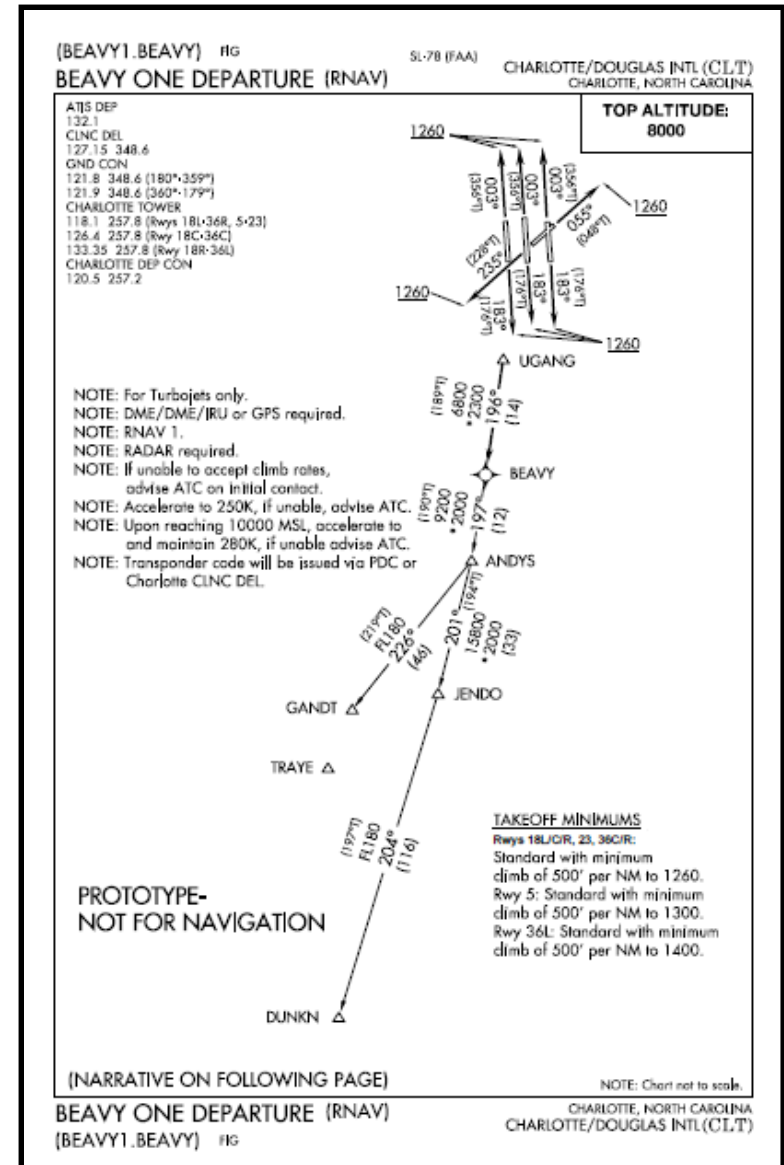 (BEAVY1.BEAVY) FIG
SL-78 (FAA)
CHARLOTTE/DOUGLAS INTL (CLT)
BEAVY ONE DEPARTURE (RNAV)
CHARLOTTE, NORTH CAROLINA
ATIS DEP
132.1
CLNC DEL
127.15 348.6
GND CON
121.8 348.6 (180°-359°)
121.9 348.6 (360°-179°)
CHARLOTTE TOWER
118.1 257.8 (Rwys 18L-36R, 5-23)
126.4 257.8 (Rwy 18C-36C)
133.35 257.8 (Rwy 18R-36L)
CHARLOTTE DEP CON
120.5 257.2
TOP ALTITUDE:
8000
1260
(356°T)
003°
(356°T)
003°
003°
(356°T)
1260
055°
(048°T)
(228°T)
235°
1260
183°
(176°T)
(176°T)
183°
183°
(176°T)
1260
UGANG
(189°T)
6800
*2300
196°
(14)
BEAVY
(190°T)
9200
*2000
197°
(12)
ANDYS
(219°T)
FL180
226°
(46)
(194°T)
201°
15800
*2000
(33)
GANDT
JENDO
TRAYE
(197°T)
FL180
204°
(116)
DUNKN
NOTE: For Turbojets only.
NOTE: DME/DME/IRU or GPS required.
NOTE: RNAV 1.
NOTE: RADAR required.
NOTE: If unable to accept climb rates,
advise ATC on initial contact.
NOTE: Accelerate to 250K, if unable, advise ATC.
NOTE: Upon reaching 10000 MSL, accelerate to
and maintain 280K, if unable advise ATC.
NOTE: Transponder code will be issued via PDC or
Charlotte CLNC DEL.
TAKEOFF MINIMUMS
Rwys 18L/C/R, 23, 36C/R:
Standard with minimum
climb of 500' per NM to 1260.
Rwy 5: Standard with minimum
climb of 500' per NM to 1300.
Rwy 36L: Standard with minimum
climb of 500' per NM to 1400.
PROTOTYPE-
NOT FOR NAVIGATION
(NARRATIVE ON FOLLOWING PAGE)
NOTE: Chart not to scale.
BEAVY ONE DEPARTURE (RNAV)
CHARLOTTE, NORTH CAROLINA
(BEAVY1.BEAVY) FIG
CHARLOTTE/DOUGLAS INTL (CLT)